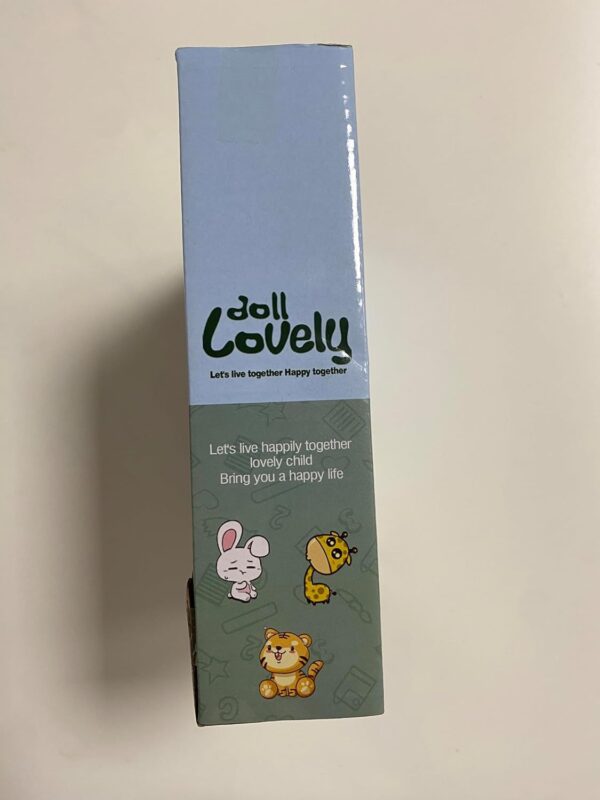 doll
Lovely
Let's live together Happy together
Let's live happily together
lovely child
Bring you a happy life